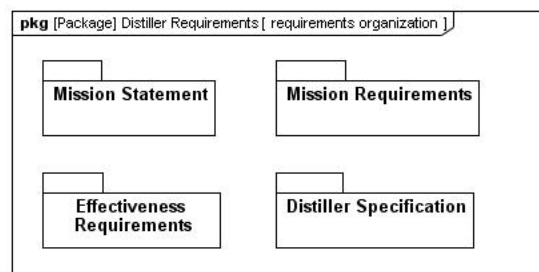 pkg [Package] Distiller Requirements [ requirements organization ]
Mission Statement
Mission Requirements
Effectiveness
Requirements
Distiller Specification